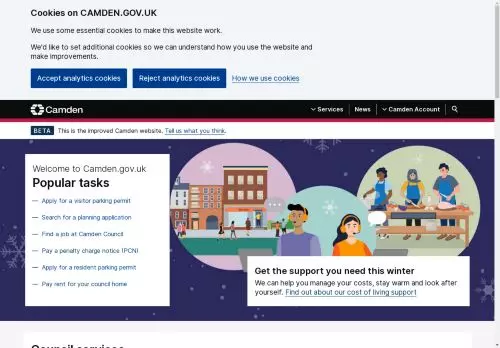 Cookies on CAMDEN.GOV.UK
We use some essential cookies to make this website work.
We'd like to set additional cookies so we can understand how you use the website and
make improvements.
Accept analytics cookies Reject analytics cookies How we use cookies
Camden Services News Camden Account
BETA This is the improved Camden website. Tell us what you think.
Welcome to Camden.gov.uk
Popular tasks
Apply for a visitor parking permit
Search for a planning application
Find a job at Camden Council
Pay a penalty charge notice (PCN)
Apply for a resident parking permit
Pay rent for your council home
Get the support you need this winter
We can help you manage your costs, stay warm and look after
yourself. Find out about our cost of living support
Council services